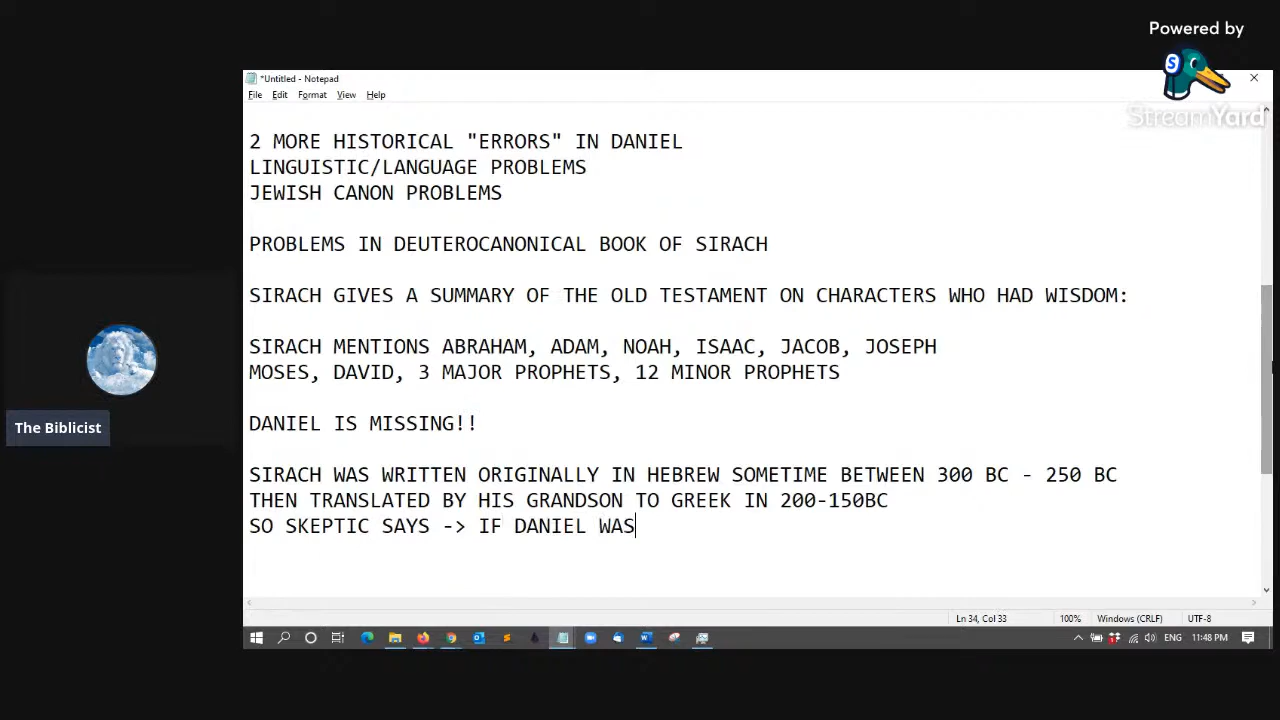 Powered by
StreamYard
*Untitled - Notepad
File Edit Format View Help
2 MORE HISTORICAL "ERRORS" IN DANIEL
LINGUISTIC/LANGUAGE PROBLEMS
JEWISH CANON PROBLEMS
PROBLEMS IN DEUTEROCANONICAL BOOK OF SIRACH
SIRACH GIVES A SUMMARY OF THE OLD TESTAMENT ON CHARACTERS WHO HAD WISDOM:
SIRACH MENTIONS ABRAHAM, ADAM, NOAH, ISAAC, JACOB, JOSEPH
MOSES, DAVID, 3 MAJOR PROPHETS, 12 MINOR PROPHETS
DANIEL IS MISSING!!
SIRACH WAS WRITTEN ORIGINALLY IN HEBREW SOMETIME BETWEEN 300 BC - 250 BC
THEN TRANSLATED BY HIS GRANDSON TO GREEK IN 200-150BC
SO SKEPTIC SAYS -> IF DANIEL WAS
The Biblicist
Ln 34, Col 33 100% Windows (CRLF) UTF-8
ENG 11:48 PM